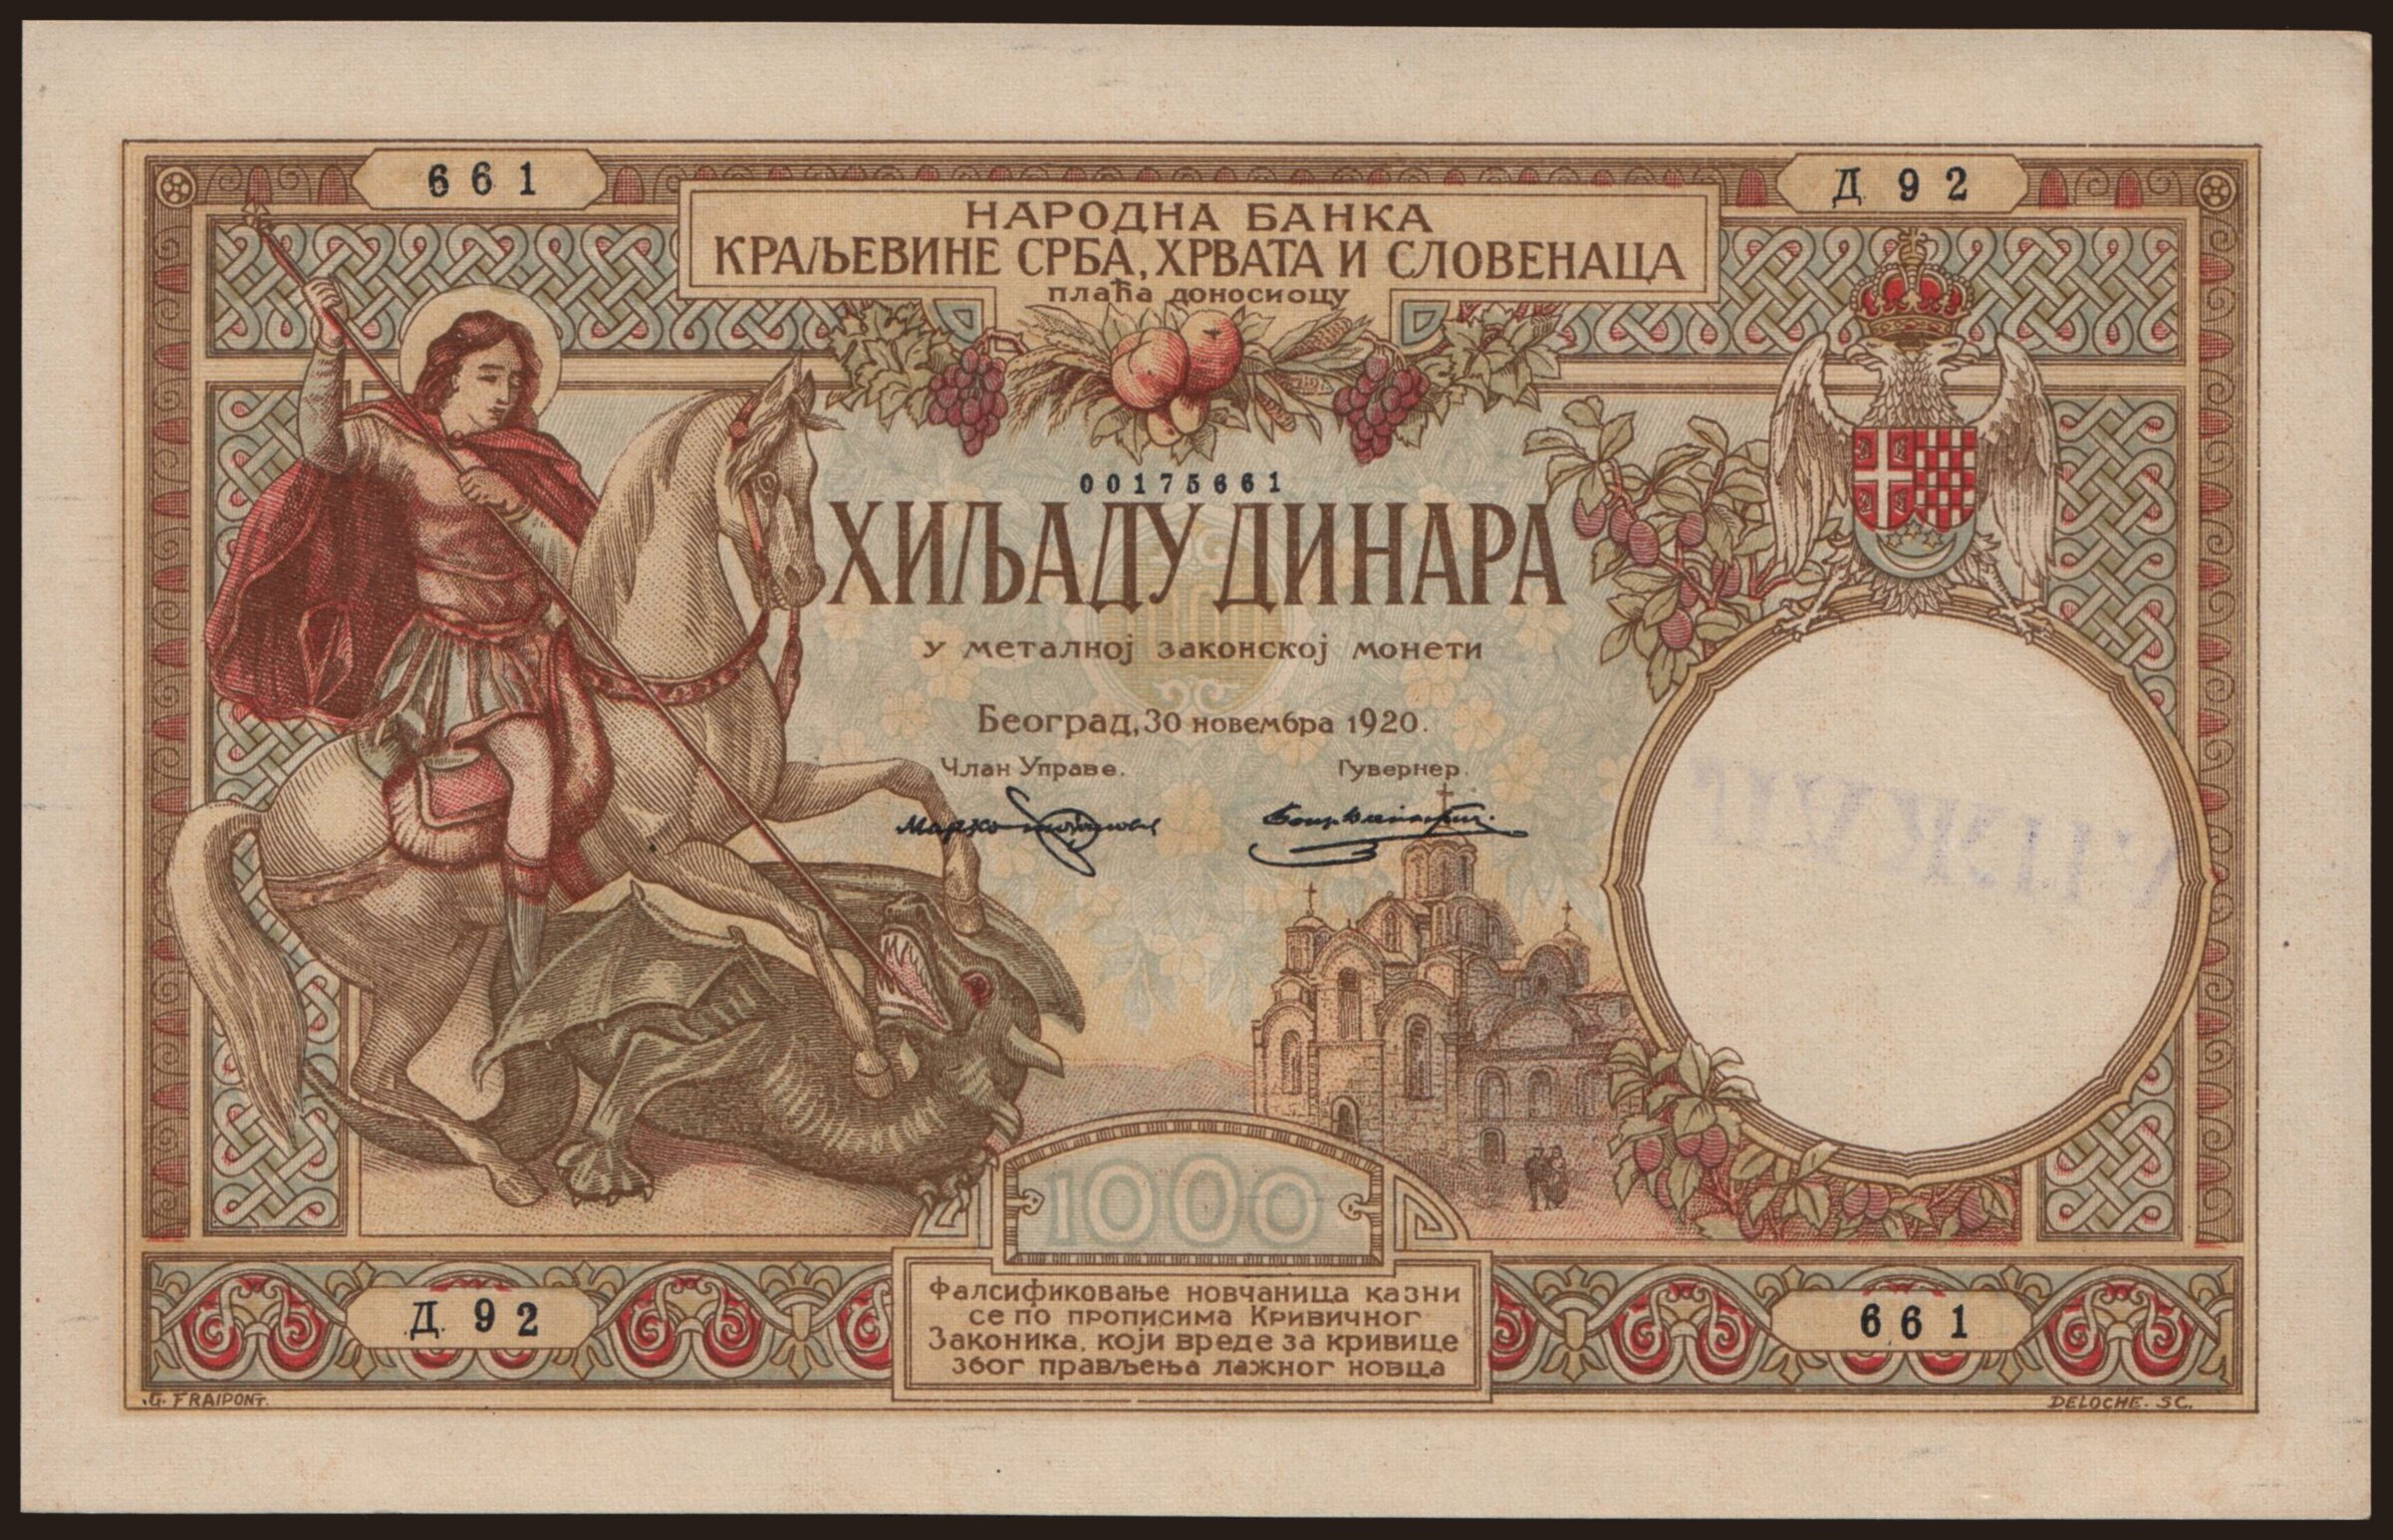 661
Д 92
НАРОДНА БАНКА
КРАЉЕВИНЕ СРБА, ХРВАТА И СЛОВЕНАЦА
плаћа доносиоцу
00175661
ХИЉАДУ ДИНАРА
у металној законској монети
Београд, 30 новембра 1920.
Члан Управе.
Гувернер.
1000
Фалсификовање новчаница казни
се по прописима Кривичног
Законика, који вреде за кривице
због прављења лажног новца
Д. 92
661
G. FRAIPONT.
DELOCHE. SC.